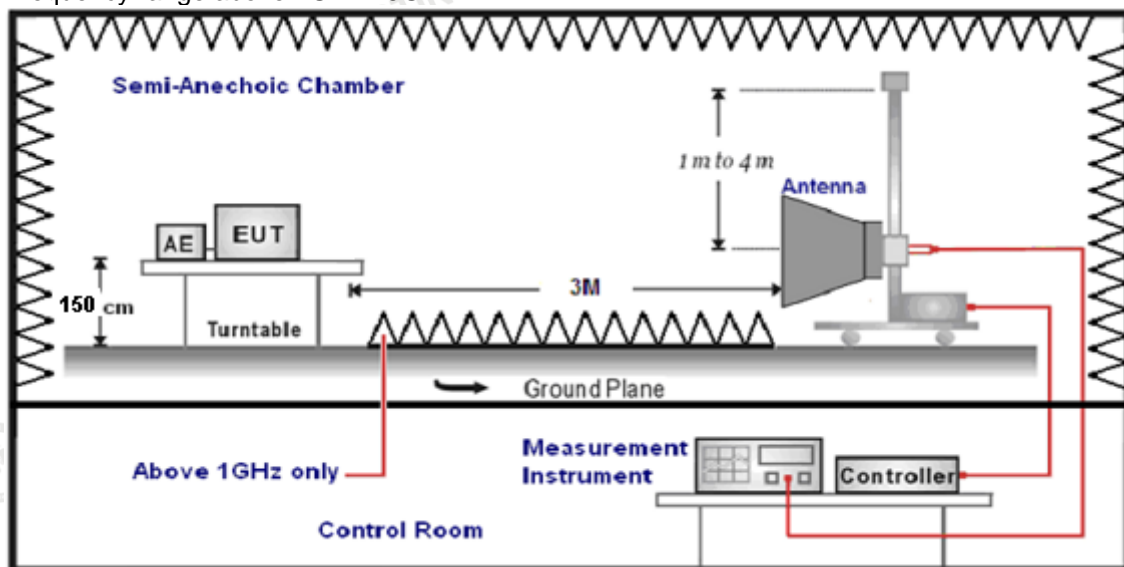 Semi-Anechoic Chamber
1 m to 4 m
Antenna
AE
EUT
150 cm
3M
Turntable
Ground Plane
Above 1GHz only
Measurement
Instrument
Controller
Control Room